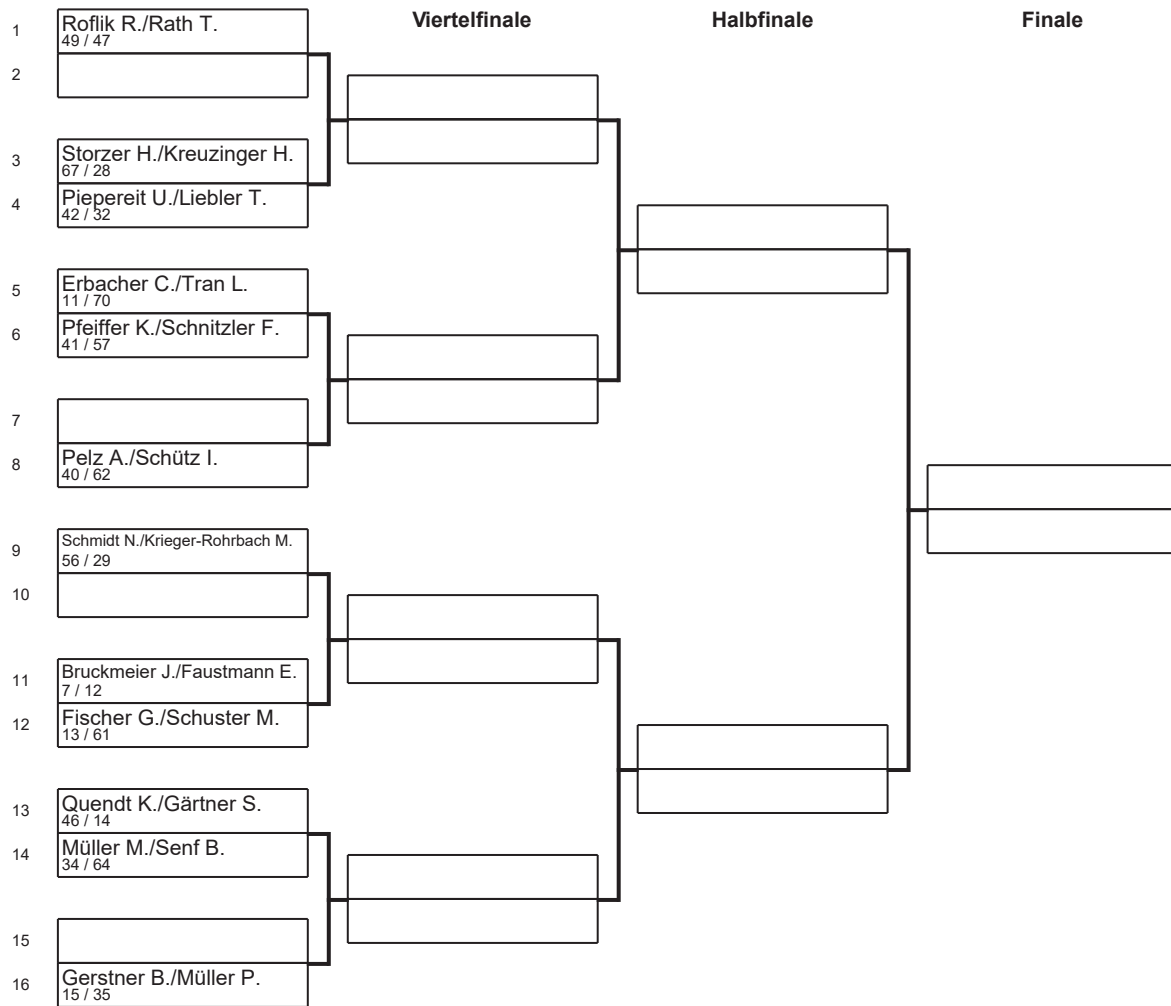 Viertelfinale Halbfinale Finale
1 Roflik R./Rath T.
49 / 47
2
3 Storzer H./Kreuzinger H.
67 / 28
4 Piepereit U./Liebler T.
42 / 32
5 Erbacher C./Tran L.
11 / 70
6 Pfeiffer K./Schnitzler F.
41 / 57
7
8 Pelz A./Schütz I.
40 / 62
9 Schmidt N./Krieger-Rohrbach M.
56 / 29
10
11 Bruckmeier J./Faustmann E.
7 / 12
12 Fischer G./Schuster M.
13 / 61
13 Quendt K./Gärtner S.
46 / 14
14 Müller M./Senf B.
34 / 64
15
16 Gerstner B./Müller P.
15 / 35